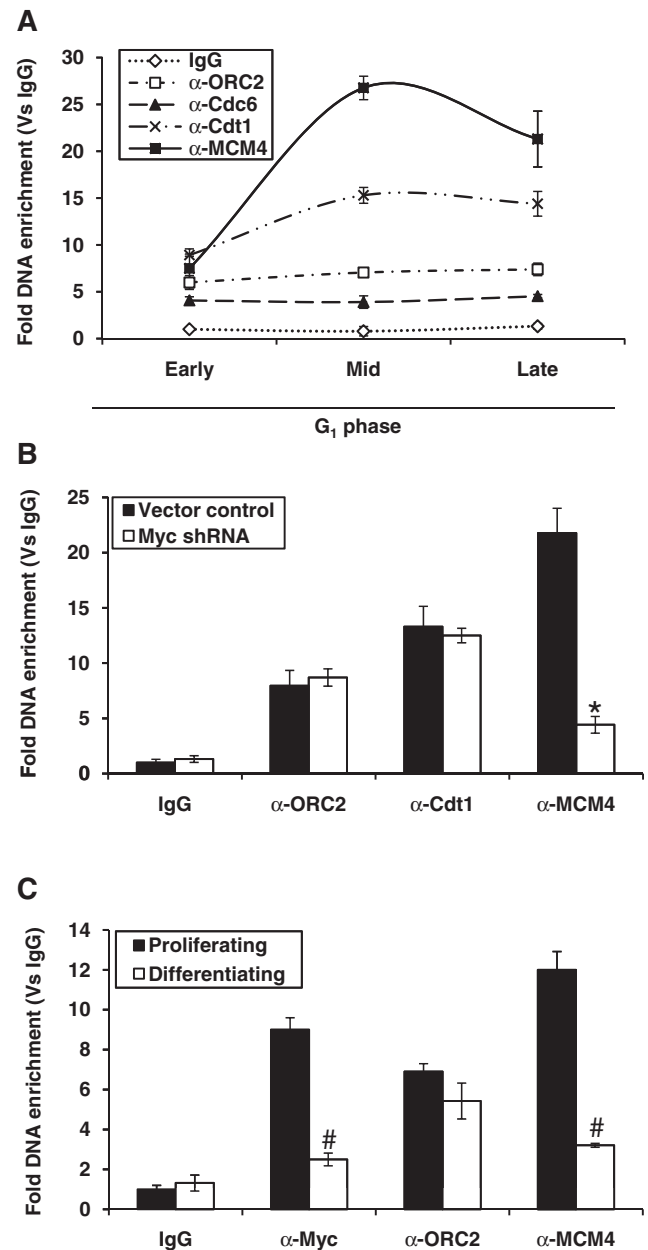 A
Fold DNA enrichment (Vs IgG)
30
25
20
15
10
5
0
IgG
α-ORC2
α-Cdc6
α-Cdt1
α-MCM4
Early Mid Late
G₁ phase
B
Fold DNA enrichment (Vs IgG)
25
20
15
10
5
0
Vector control
Myc shRNA
*
IgG α-ORC2 α-Cdt1 α-MCM4
C
Fold DNA enrichment (Vs IgG)
14
12
10
8
6
4
2
0
Proliferating
Differentiating
# #
IgG α-Myc α-ORC2 α-MCM4